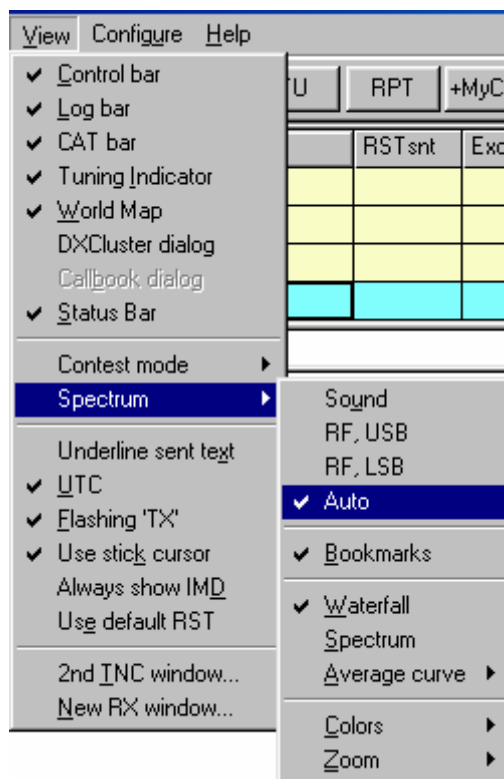 View Configure Help
TU RPT +MyC
RSTsnt Exc
Control bar
Log bar
CAT bar
Tuning Indicator
World Map
DXCluster dialog
Callbook dialog
Status Bar
Contest mode
Spectrum
Underline sent text
UTC
Flashing 'TX'
Use stick cursor
Always show IMD
Use default RST
2nd TNC window...
New RX window...
Sound
RF, USB
RF, LSB
Auto
Bookmarks
Waterfall
Spectrum
Average curve
Colors
Zoom